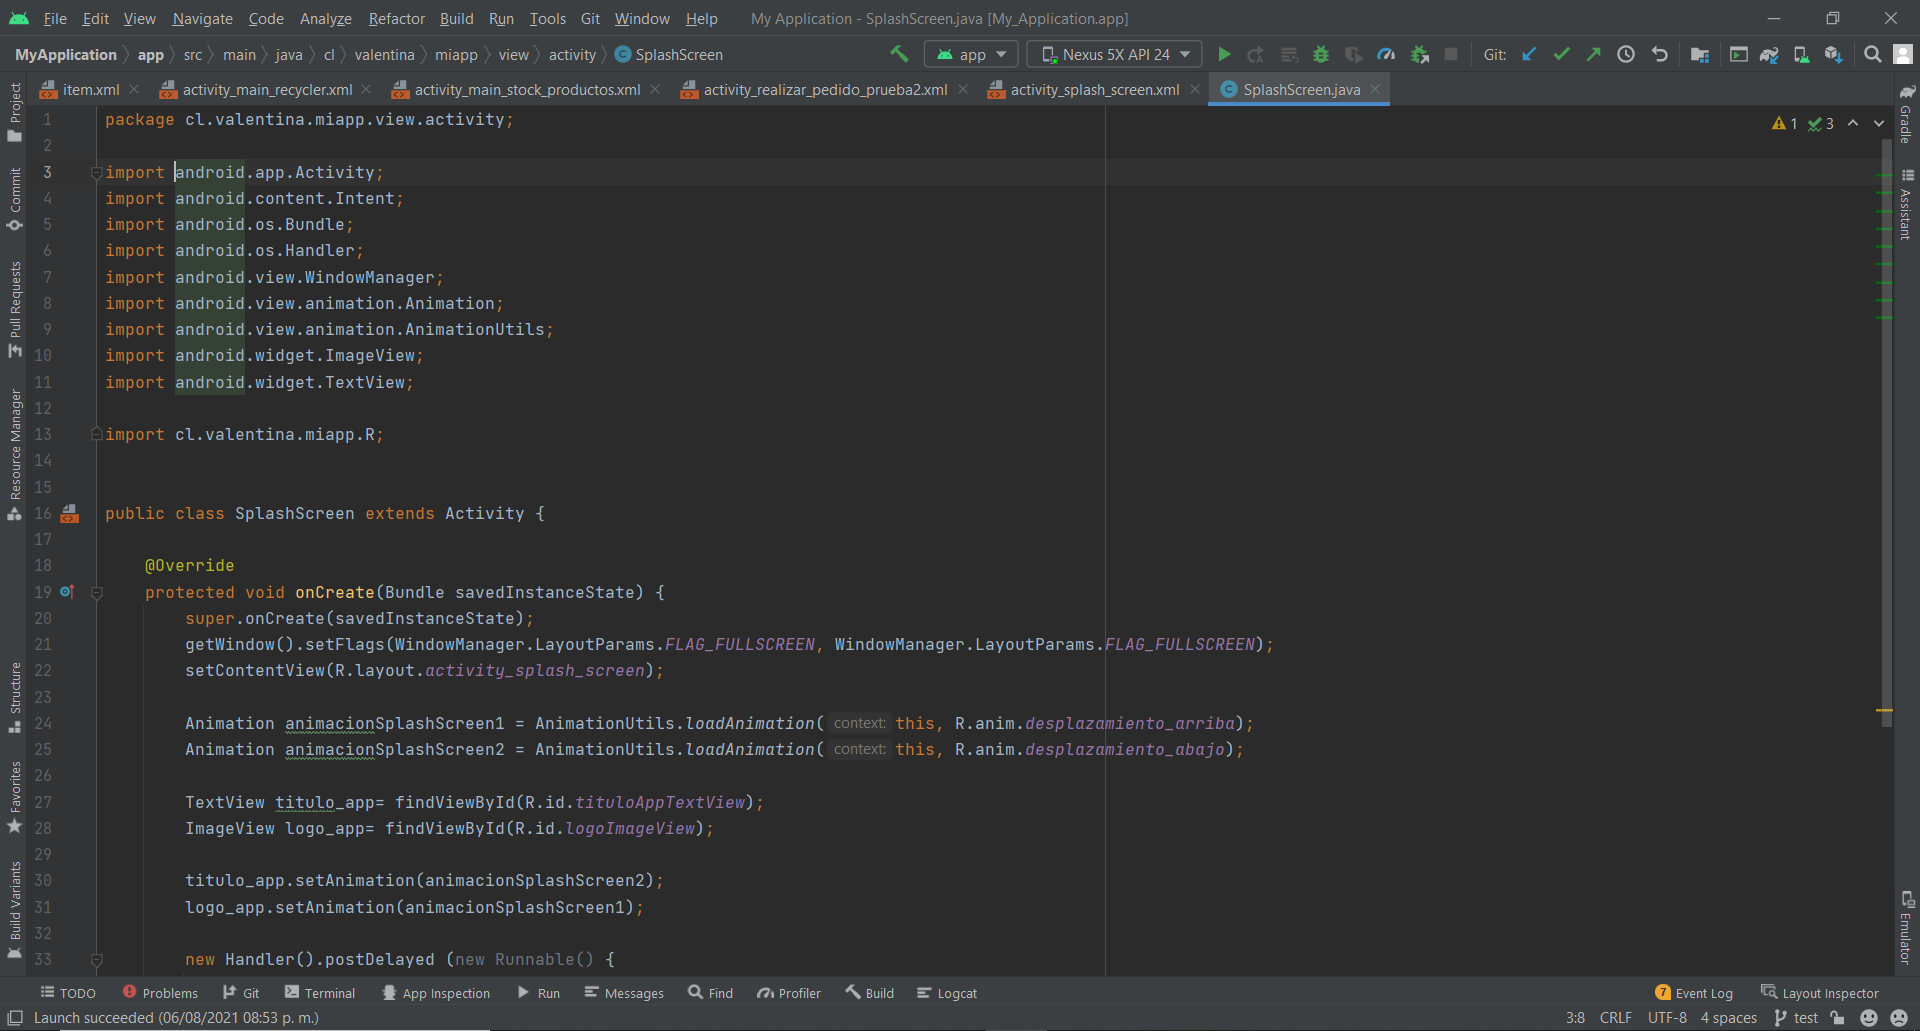 File Edit View Navigate Code Analyze Refactor Build Run Tools Git Window Help My Application - SplashScreen.java [My_Application.app]
MyApplication app src main java cl valentina miapp view activity SplashScreen app Nexus 5X API 24 Git:
item.xml activity_main_recycler.xml activity_main_stock_productos.xml activity_realizar_pedido_prueba2.xml activity_splash_screen.xml SplashScreen.java
Project
Commit
Pull Requests
Resource Manager
Structure
Favorites
Build Variants
1 package cl.valentina.miapp.view.activity;
1 3
2
3 import android.app.Activity;
4 import android.content.Intent;
5 import android.os.Bundle;
6 import android.os.Handler;
7 import android.view.WindowManager;
8 import android.view.animation.Animation;
9 import android.view.animation.AnimationUtils;
10 import android.widget.ImageView;
11 import android.widget.TextView;
12
13 import cl.valentina.miapp.R;
14
15
16 public class SplashScreen extends Activity {
17
18 @Override
19 protected void onCreate(Bundle savedInstanceState) {
20 super.onCreate(savedInstanceState);
21 getWindow().setFlags(WindowManager.LayoutParams.FLAG_FULLSCREEN, WindowManager.LayoutParams.FLAG_FULLSCREEN);
22 setContentView(R.layout.activity_splash_screen);
23
24 Animation animacionSplashScreen1 = AnimationUtils.loadAnimation( context: this, R.anim.desplazamiento_arriba);
25 Animation animacionSplashScreen2 = AnimationUtils.loadAnimation( context: this, R.anim.desplazamiento_abajo);
26
27 TextView titulo_app= findViewById(R.id.tituloAppTextView);
28 ImageView logo_app= findViewById(R.id.logoImageView);
29
30 titulo_app.setAnimation(animacionSplashScreen2);
31 logo_app.setAnimation(animacionSplashScreen1);
32
33 new Handler().postDelayed (new Runnable() {
Gradle
Assistant
Emulator
TODO Problems Git Terminal App Inspection Run Messages Find Profiler Build Logcat 7 Event Log Layout Inspector
Launch succeeded (06/08/2021 08:53 p. m.) 3:8 CRLF UTF-8 4 spaces test